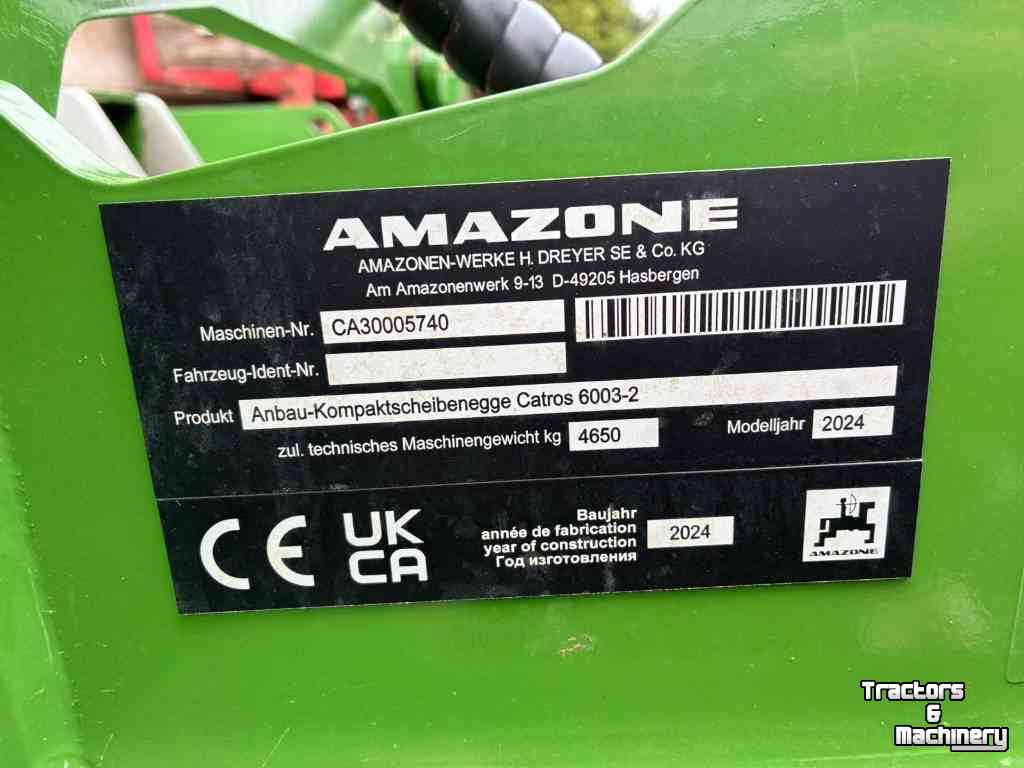 AMAZONE
AMAZONEN-WERKE H. DREYER SE & Co. KG
Am Amazonenwerk 9-13 D-49205 Hasbergen
Maschinen-Nr. CA30005740
Fahrzeug-Ident-Nr.
Produkt Anbau-Kompaktscheibenegge Catros 6003-2
zul. technisches Maschinengewicht kg 4650 Modelljahr 2024
CE UK
CA
Baujahr
année de fabrication
year of construction
Год изготовления
2024
AMAZONE
Tractors
&
Machinery